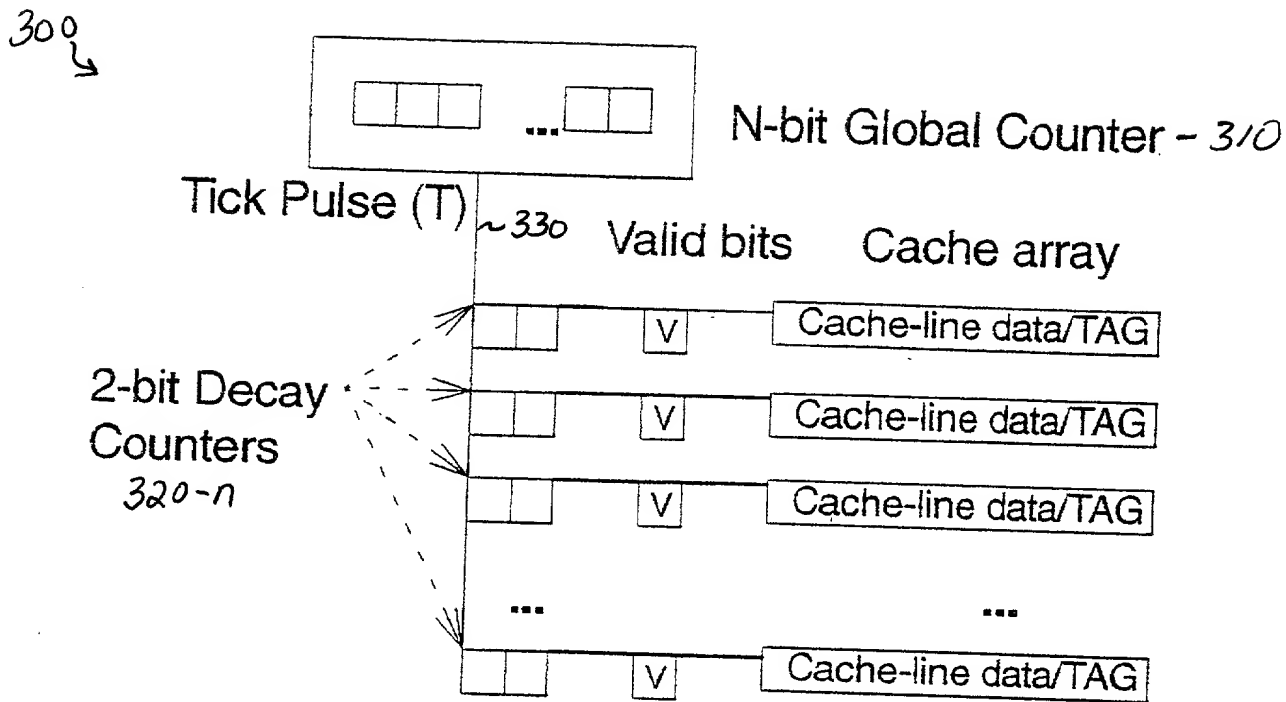 300
...
N-bit Global Counter - 310
Tick Pulse (T)
~330
Valid bits
Cache array
V
Cache-line data/TAG
2-bit Decay
Counters
320-n
V
Cache-line data/TAG
V
Cache-line data/TAG
...
...
V
Cache-line data/TAG